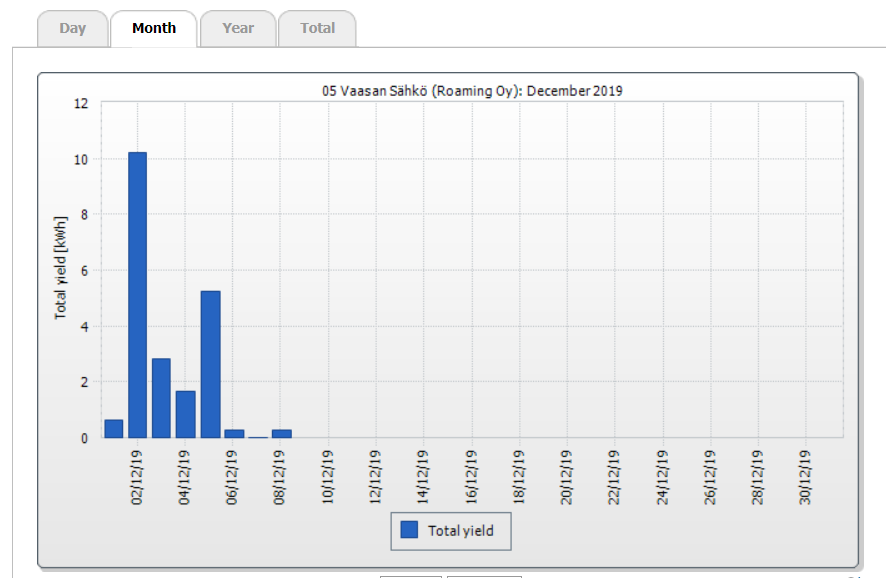 Day Month Year Total
05 Vaasan Sähkö (Roaming Oy): December 2019
Total yield [kWh]
12
10
8
6
4
2
0
02/12/19 04/12/19 06/12/19 08/12/19 10/12/19 12/12/19 14/12/19 16/12/19 18/12/19 20/12/19 22/12/19 24/12/19 26/12/19 28/12/19 30/12/19
Total yield